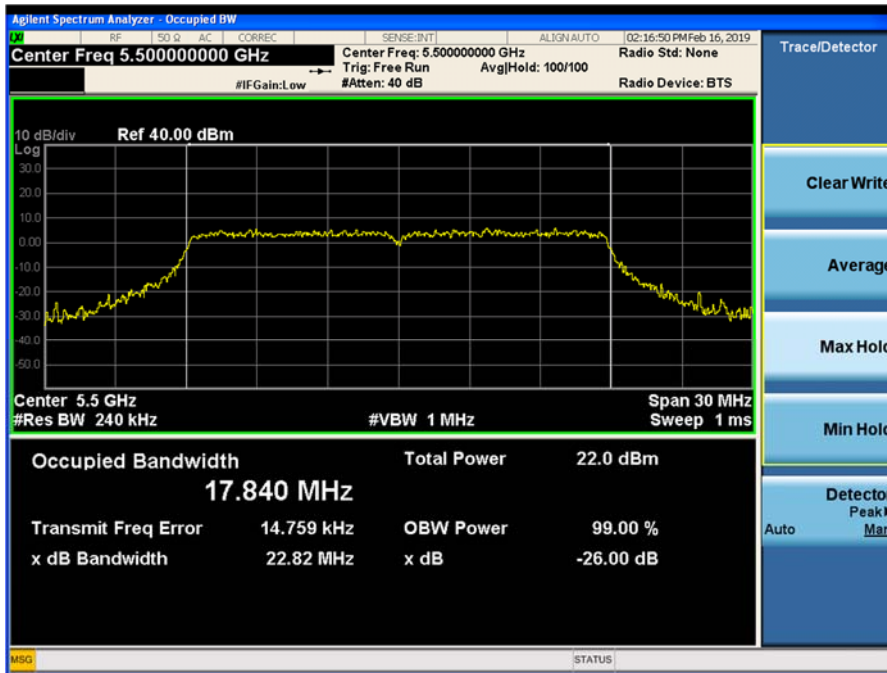 Agilent Spectrum Analyzer - Occupied BW
RF 50 Ω AC CORREC SENSE:INT ALIGN AUTO 02:16:50 PM Feb 16, 2019
Center Freq 5.500000000 GHz
Center Freq: 5.500000000 GHz
Radio Std: None
Trig: Free Run Avg|Hold: 100/100
#IFGain:Low
#Atten: 40 dB
Radio Device: BTS
10 dB/div Ref 40.00 dBm
Log
30.0
20.0
10.0
0.00
-10.0
-20.0
-30.0
-40.0
-50.0
Center 5.5 GHz
Span 30 MHz
#Res BW 240 kHz
#VBW 1 MHz
Sweep 1 ms
Occupied Bandwidth
Total Power 22.0 dBm
17.840 MHz
Transmit Freq Error 14.759 kHz
OBW Power 99.00 %
x dB Bandwidth 22.82 MHz
x dB -26.00 dB
Trace/Detector
Clear Write
Average
Max Hold
Min Hold
Detector
Peak
Auto Man
MSG
STATUS